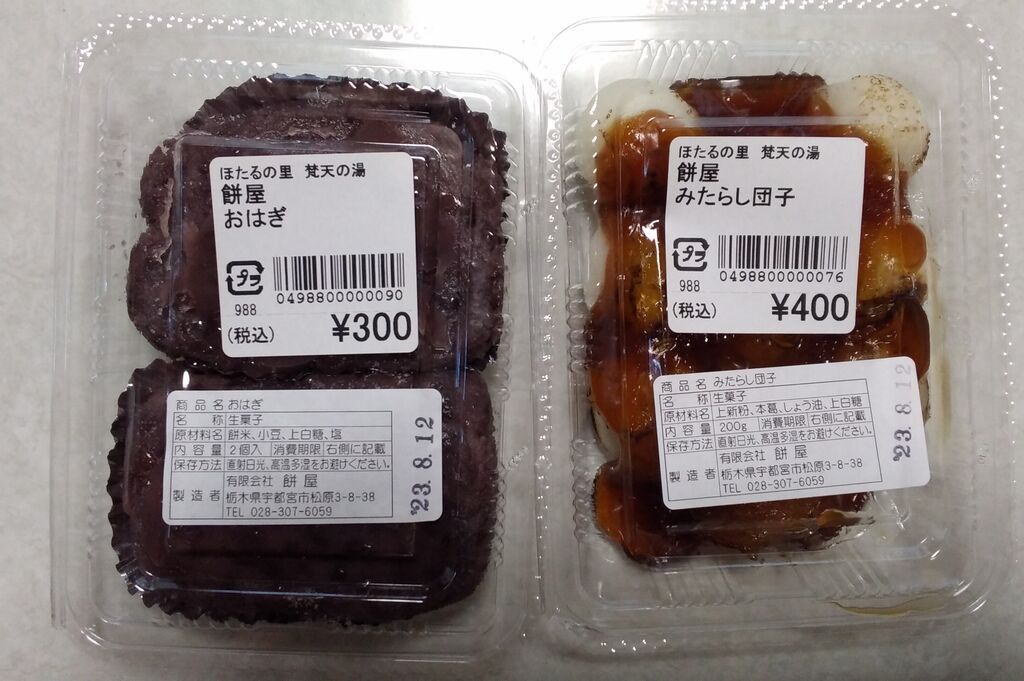 ほたるの里 梵天の湯
餅屋
おはぎ
プラ
988
0498800000090
(税込) ¥300
商品名 おはぎ
名称 生菓子
原材料名 餅米、小豆、上白糖、塩
内容量 2個入 消費期限 右側に記載
保存方法 直射日光、高温多湿をお避けください。
製造者 有限会社 餅屋
栃木県宇都宮市松原3-8-38
TEL 028-307-6059
'23.8.12
ほたるの里 梵天の湯
餅屋
みたらし団子
プラ
988
0498800000076
(税込) ¥400
商品名 みたらし団子
名称 生菓子
原材料名 上新粉、本葛、しょう油、上白糖
内容量 200g 消費期限 右側に記載
保存方法 直射日光、高温多湿をお避けください。
製造者 有限会社 餅屋
栃木県宇都宮市松原3-8-38
TEL 028-307-6059
'23.8.12